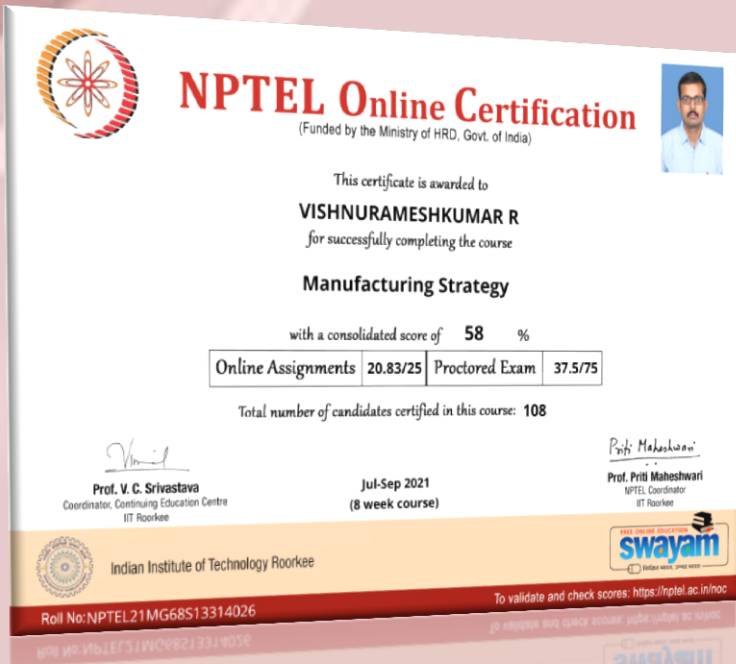 NPTEL Online Certification
(Funded by the Ministry of HRD, Govt. of India)
This certificate is awarded to
VISHNURAMESHKUMAR R
for successfully completing the course
Manufacturing Strategy
with a consolidated score of 58 %
Online Assignments 20.83/25 Proctored Exam 37.5/75
Total number of candidates certified in this course: 108
Priti Maheshwari
Prof. V. C. Srivastava
Coordinator, Continuing Education Centre
IIT Roorkee
Jul-Sep 2021
(8 week course)
Prof. Priti Maheshwari
NPTEL Coordinator
IIT Roorkee
Indian Institute of Technology Roorkee
FREE ONLINE EDUCATION
swayam
Roll No:NPTEL21MG68S13314026
To validate and check scores: https://nptel.ac.in/noc